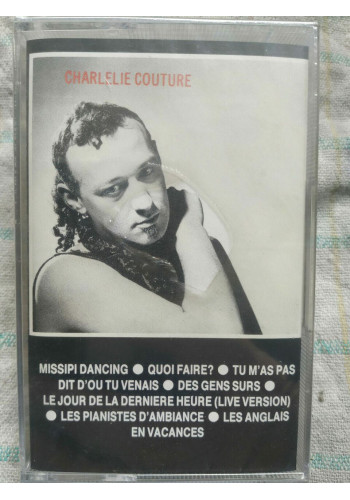 CHARLELIE COUTURE
MISSIPI DANCING ● QUOI FAIRE? ● TU M'AS PAS
DIT D'OU TU VENAIS ● DES GENS SURS ●
LE JOUR DE LA DERNIERE HEURE (LIVE VERSION)
● LES PIANISTES D'AMBIANCE ● LES ANGLAIS
EN VACANCES